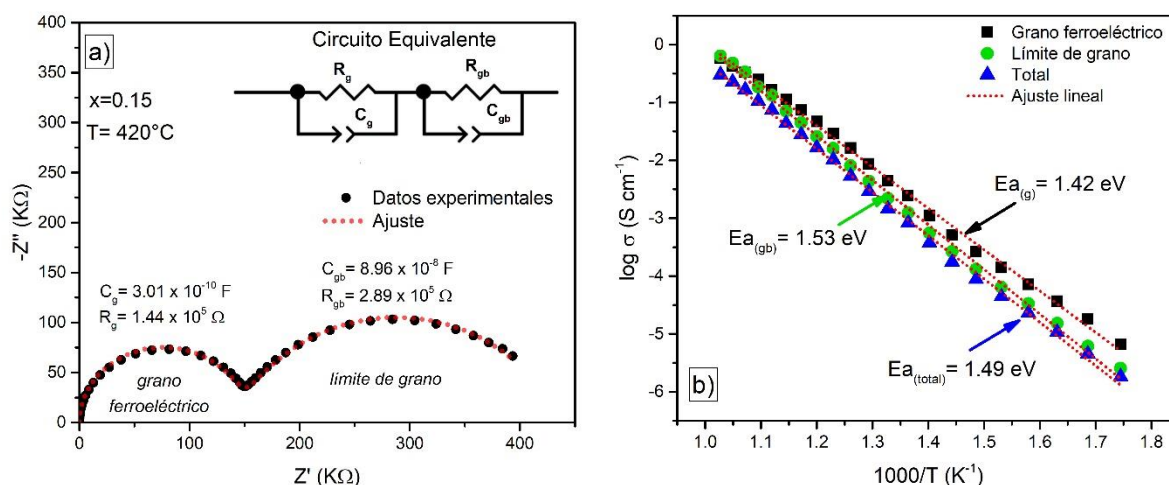 a)
Circuito Equivalente
R_g
R_gb
C_g
C_gb
x=0.15
T= 420°C
Datos experimentales
Ajuste
C_gb= 8.96 x 10^-8 F
R_gb= 2.89 x 10^5 Ω
C_g= 3.01 x 10^-10 F
R_g= 1.44 x 10^5 Ω
grano
ferroeléctrico
límite de grano
-Z" (KΩ)
-400
-350
-300
-250
-200
150
100
50
0
0 50 100 150 200 250 300 350 400
Z' (KΩ)
b)
Grano ferroeléctrico
Límite de grano
Total
Ajuste lineal
Ea_(g)= 1.42 eV
Ea_(gb)= 1.53 eV
Ea_(total)= 1.49 eV
log σ (S cm^-1)
0
-1
-2
-3
-4
-5
-6
1.0 1.1 1.2 1.3 1.4 1.5 1.6 1.7 1.8
1000/T (K^-1)